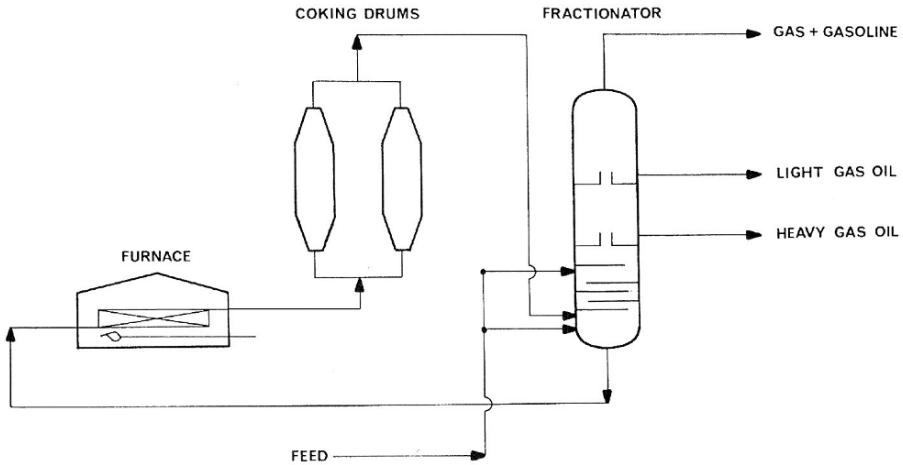 COKING DRUMS
FRACTIONATOR
GAS + GASOLINE
LIGHT GAS OIL
HEAVY GAS OIL
FURNACE
FEED